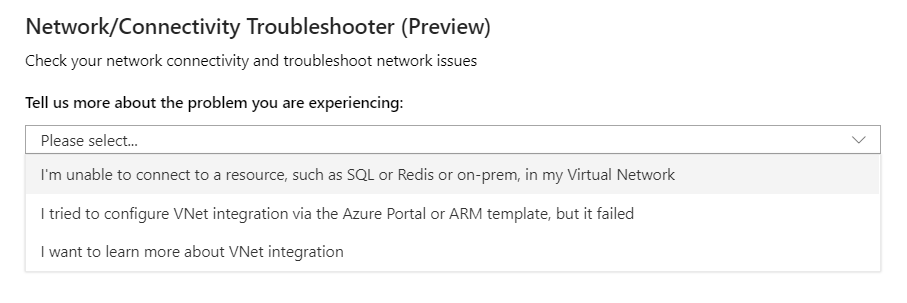 Network/Connectivity Troubleshooter (Preview)
Check your network connectivity and troubleshoot network issues
Tell us more about the problem you are experiencing:
Please select...
I'm unable to connect to a resource, such as SQL or Redis or on-prem, in my Virtual Network
I tried to configure VNet integration via the Azure Portal or ARM template, but it failed
I want to learn more about VNet integration